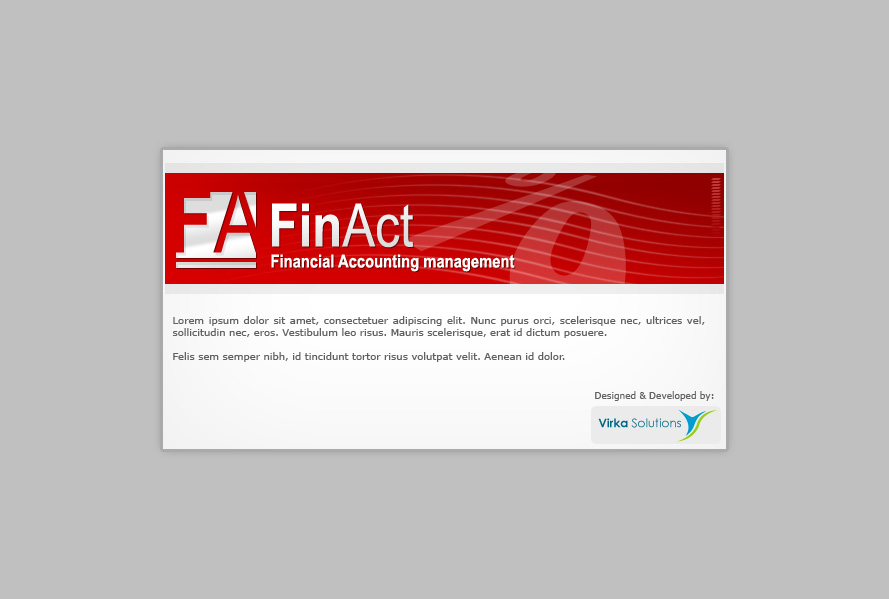 FA
FinAct
Financial Accounting management
Lorem ipsum dolor sit amet, consectetuer adipiscing elit. Nunc purus orci, scelerisque nec, ultrices vel,
sollicitudin nec, eros. Vestibulum leo risus. Mauris scelerisque, erat id dictum posuere.
Felis sem semper nibh, id tincidunt tortor risus volutpat velit. Aenean id dolor.
Designed & Developed by:
Virka Solutions